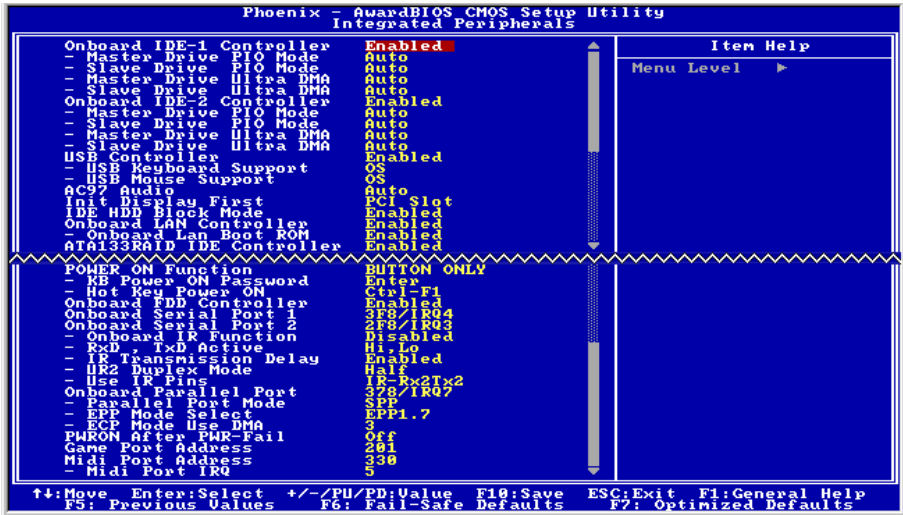 Phoenix - AwardBIOS CMOS Setup Utility
Integrated Peripherals
Onboard IDE-1 Controller Enabled
- Master Drive PIO Mode Auto
- Slave Drive PIO Mode Auto
- Master Drive Ultra DMA Auto
- Slave Drive Ultra DMA Auto
Onboard IDE-2 Controller Enabled
- Master Drive PIO Mode Auto
- Slave Drive PIO Mode Auto
- Master Drive Ultra DMA Auto
- Slave Drive Ultra DMA Auto
USB Controller Enabled
- USB Keyboard Support OS
- USB Mouse Support OS
AC97 Audio Auto
Init Display First PCI Slot
IDE HDD Block Mode Enabled
Onboard LAN Controller Enabled
- Onboard Lan Boot ROM Enabled
ATA133RAID IDE Controller Enabled
Item Help
Menu Level ►
POWER ON Function BUTTON ONLY
- KB Power ON Password Enter
- Hot Key Power ON Ctrl-F1
Onboard FDD Controller Enabled
Onboard Serial Port 1 3F8/IRQ4
Onboard Serial Port 2 2F8/IRQ3
- Onboard IR Function Disabled
- RxD , TxD Active Hi,Lo
- IR Transmission Delay Enabled
- UR2 Duplex Mode Half
- Use IR Pins IR-Rx2Tx2
Onboard Parallel Port 378/IRQ7
- Parallel Port Mode SPP
- EPP Mode Select EPP1.7
- ECP Mode Use DMA 3
PWRON After PWR-Fail Off
Game Port Address 201
Midi Port Address 330
- Midi Port IRQ 5
↑↓:Move Enter:Select +/-/PU/PD:Value F10:Save ESC:Exit F1:General Help
F5: Previous Values F6: Fail-Safe Defaults F7: Optimized Defaults